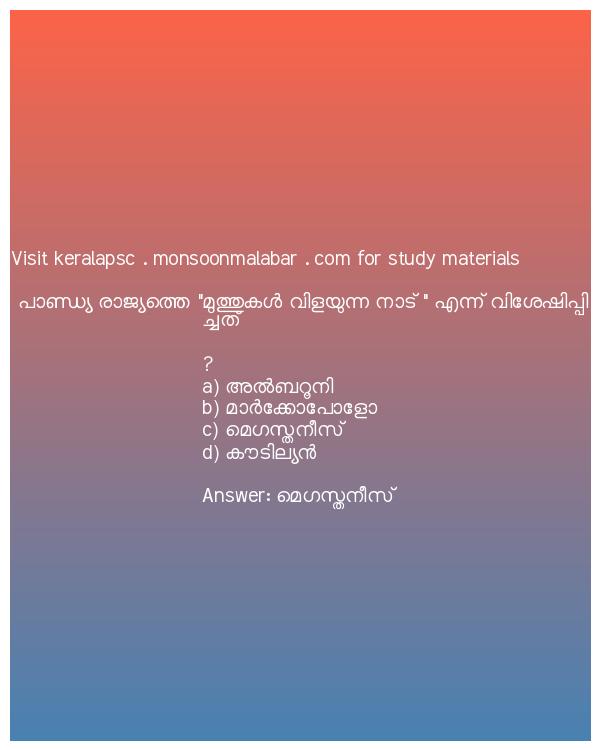 Visit keralapsc . monsoonmalabar . com for study materials
പാണ്ഡ്യ രാജ്യത്തെ "മുത്തുകൾ വിളയുന്ന നാട് " എന്ന് വിശേഷിപ്പി
ച്ചത്
?
a) അൽബറൂനി
b) മാർക്കോപോളോ
c) മെഗസ്തനീസ്
d) കൗടില്യൻ
Answer: മെഗസ്തനീസ്